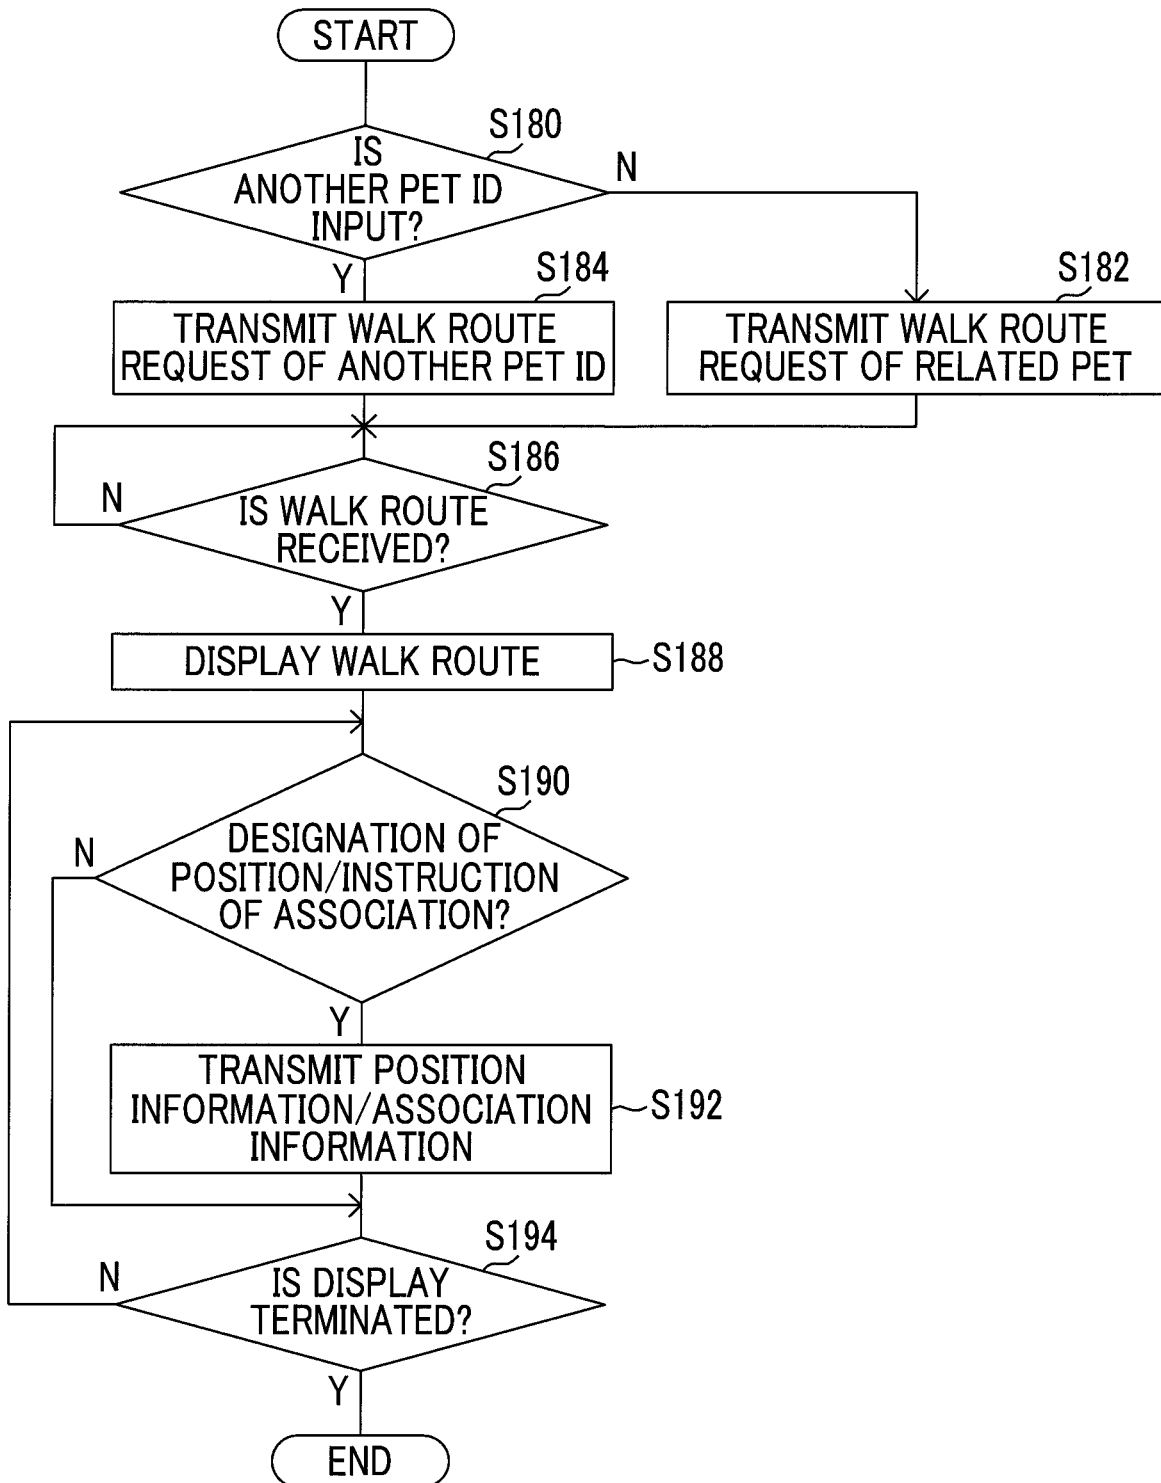 START
S180
IS
ANOTHER PET ID
INPUT?
N
Y
S184
TRANSMIT WALK ROUTE
REQUEST OF ANOTHER PET ID
S182
TRANSMIT WALK ROUTE
REQUEST OF RELATED PET
S186
N
IS WALK ROUTE
RECEIVED?
Y
DISPLAY WALK ROUTE
S188
S190
N
DESIGNATION OF
POSITION/INSTRUCTION
OF ASSOCIATION?
Y
TRANSMIT POSITION
INFORMATION/ASSOCIATION
INFORMATION
S192
S194
N
IS DISPLAY
TERMINATED?
Y
END